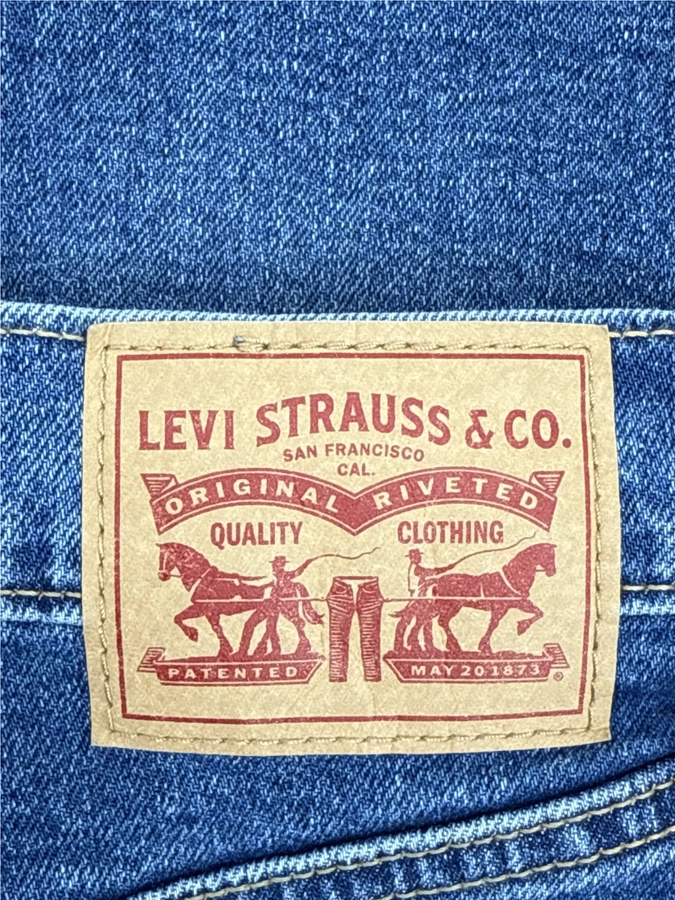 LEVI STRAUSS & CO.
SAN FRANCISCO
CAL.
ORIGINAL RIVETED
QUALITY CLOTHING
PATENTED MAY 20 1873 ®